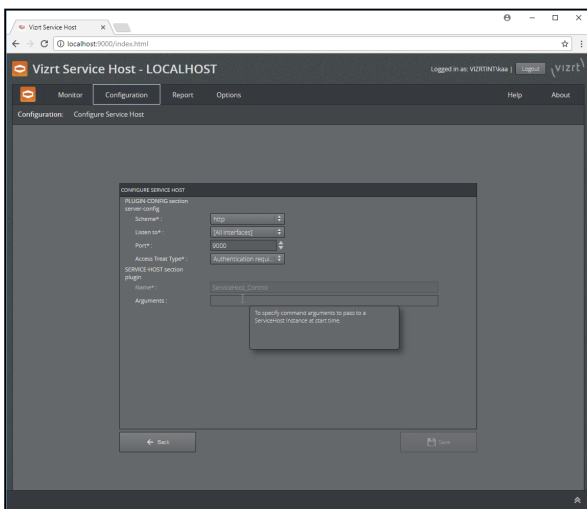 Vizrt Service Host
localhost:9000/index.html
Vizrt Service Host - LOCALHOST
Logged in as: VIZRTINT\kaa | Logout
vizrt
Monitor Configuration Report Options Help About
Configuration: Configure Service Host
CONFIGURE SERVICE HOST
PLUGIN-CONFIG section
server-config
Scheme* : http
Listen to* : [All interfaces]
Port* : 9000
Access Treat Type* : Authentication requi..
SERVICE-HOST section
plugin
Name* : ServiceHost_Control
Arguments :
To specify command arguments to pass to a
ServiceHost instance at start time.
Back Save